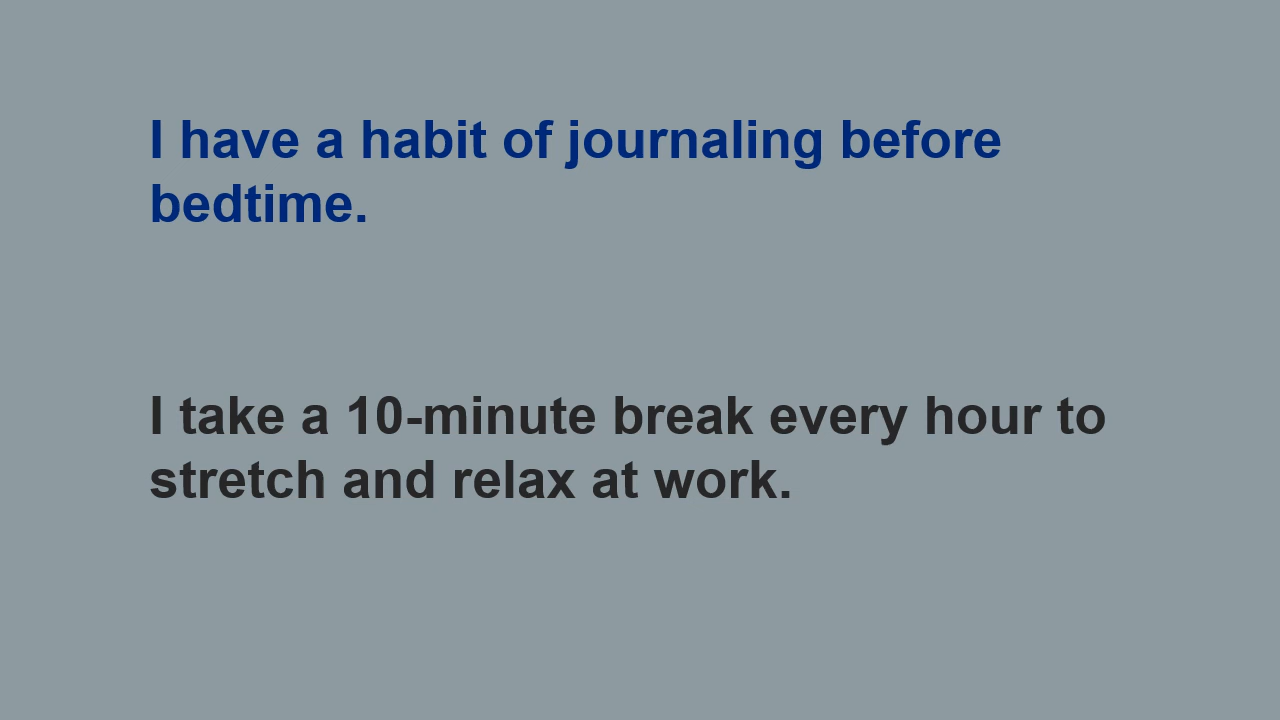 I have a habit of journaling before
bedtime.
I take a 10-minute break every hour to
stretch and relax at work.